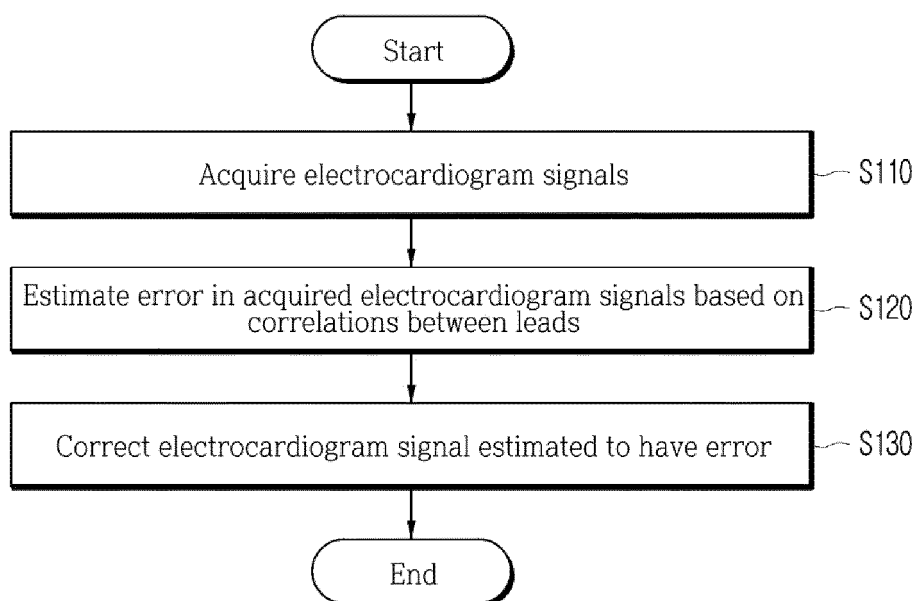 Start
Acquire electrocardiogram signals
S110
Estimate error in acquired electrocardiogram signals based on
correlations between leads
S120
Correct electrocardiogram signal estimated to have error
S130
End